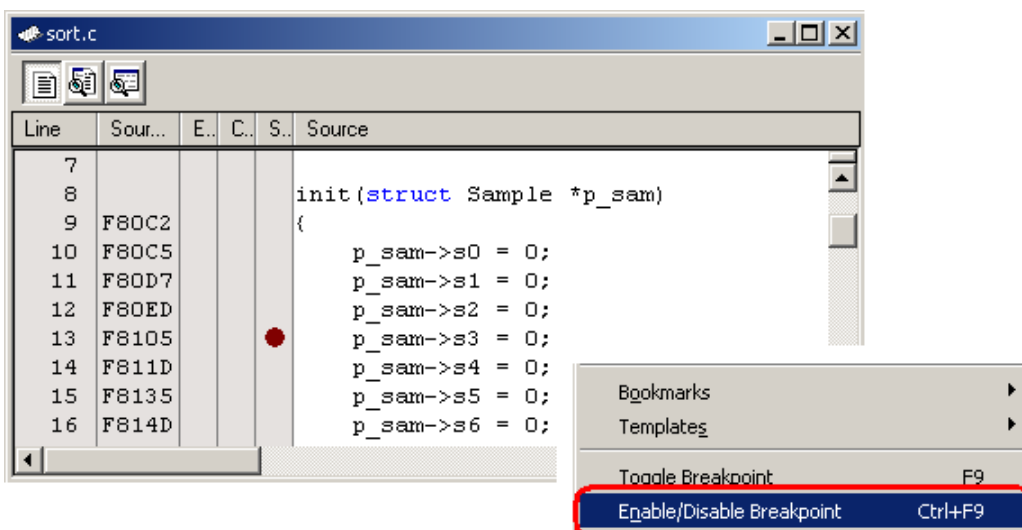 sort.c
Line Sour... E.. C.. S.. Source
7
8 init(struct Sample *p_sam)
9 F80C2 {
10 F80C5 p_sam->s0 = 0;
11 F80D7 p_sam->s1 = 0;
12 F80ED p_sam->s2 = 0;
13 F8105 p_sam->s3 = 0;
14 F811D p_sam->s4 = 0;
15 F8135 p_sam->s5 = 0;
16 F814D p_sam->s6 = 0;
Bookmarks
Templates
Toggle Breakpoint F9
Enable/Disable Breakpoint Ctrl+F9